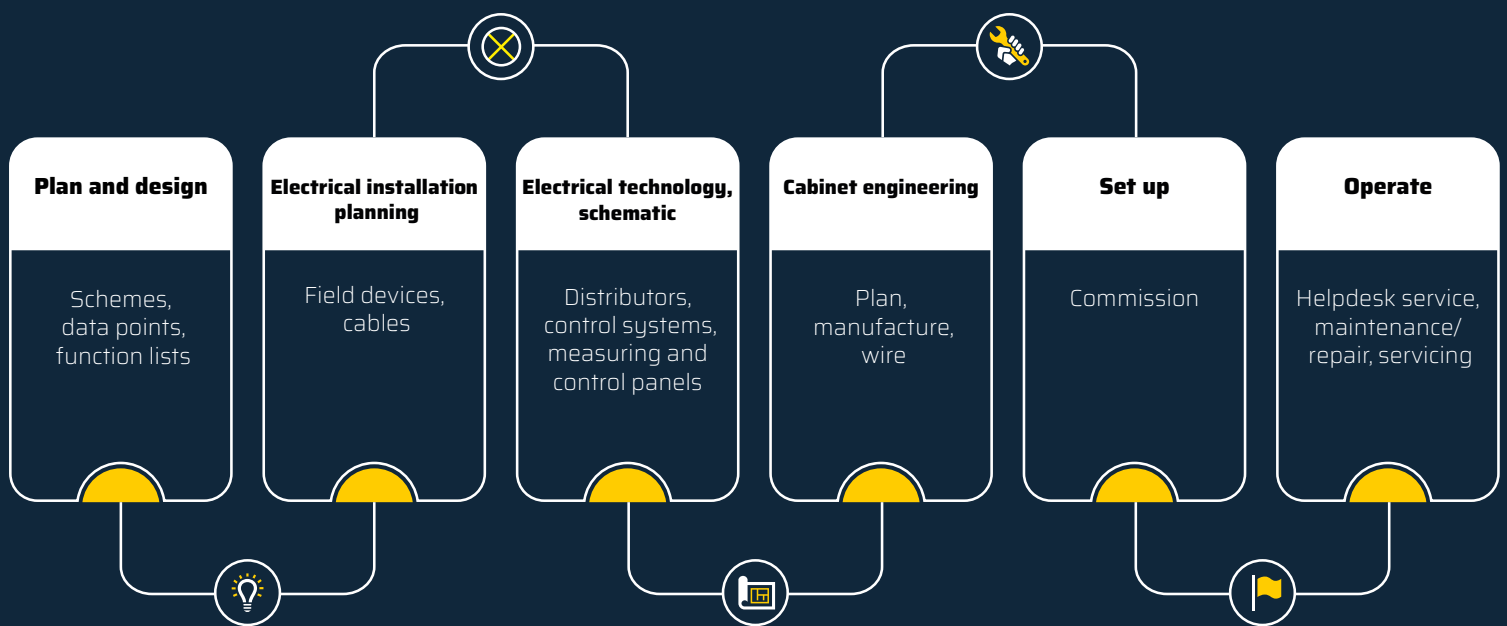 Plan and design
Schemes,
data points,
function lists
Electrical installation
planning
Field devices,
cables
Electrical technology,
schematic
Distributors,
control systems,
measuring and
control panels
Cabinet engineering
Plan,
manufacture,
wire
Set up
Commission
Operate
Helpdesk service,
maintenance/
repair, servicing